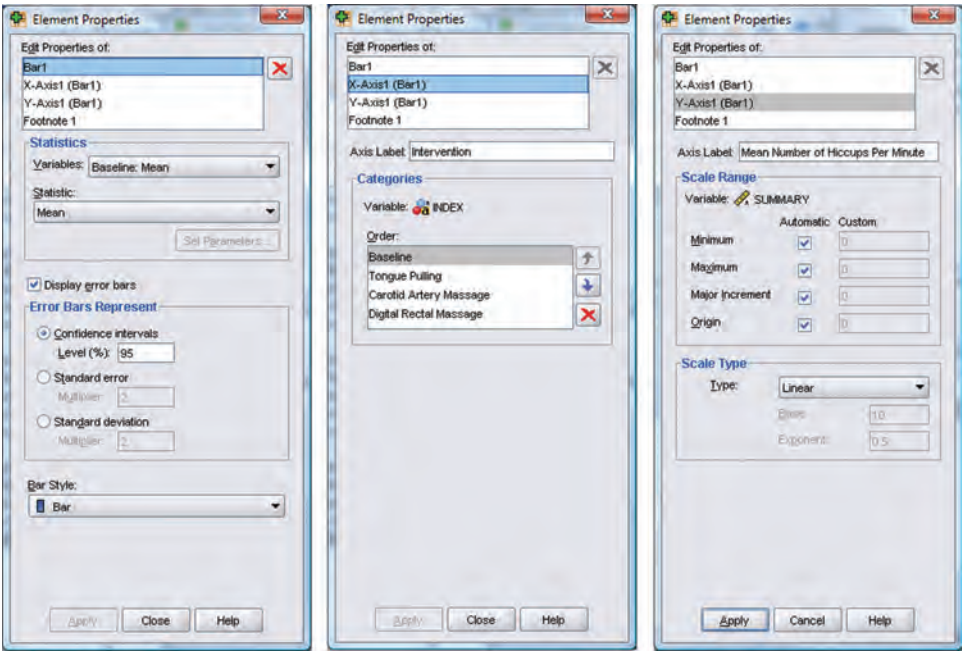 Element Properties
Edit Properties of:
Bar1
X-Axis1 (Bar1)
Y-Axis1 (Bar1)
Footnote 1
Statistics
Variables: Baseline: Mean
Statistic:
Mean
Set Parameters...
Display error bars
Error Bars Represent
Confidence intervals
Level (%): 95
Standard error
Multiplier: 2
Standard deviation
Multiplier: 2
Bar Style:
Bar
Apply Close Help
Element Properties
Edit Properties of:
Bar1
X-Axis1 (Bar1)
Y-Axis1 (Bar1)
Footnote 1
Axis Label: Intervention
Categories
Variable: INDEX
Order:
Baseline
Tongue Pulling
Carotid Artery Massage
Digital Rectal Massage
Apply Close Help
Element Properties
Edit Properties of:
Bar1
X-Axis1 (Bar1)
Y-Axis1 (Bar1)
Footnote 1
Axis Label: Mean Number of Hiccups Per Minute
Scale Range
Variable: SUMMARY
Automatic Custom
Minimum 0
Maximum 0
Major Increment 0
Origin 0
Scale Type
Type: Linear
Base: 10
Exponent: 0.5
Apply Cancel Help